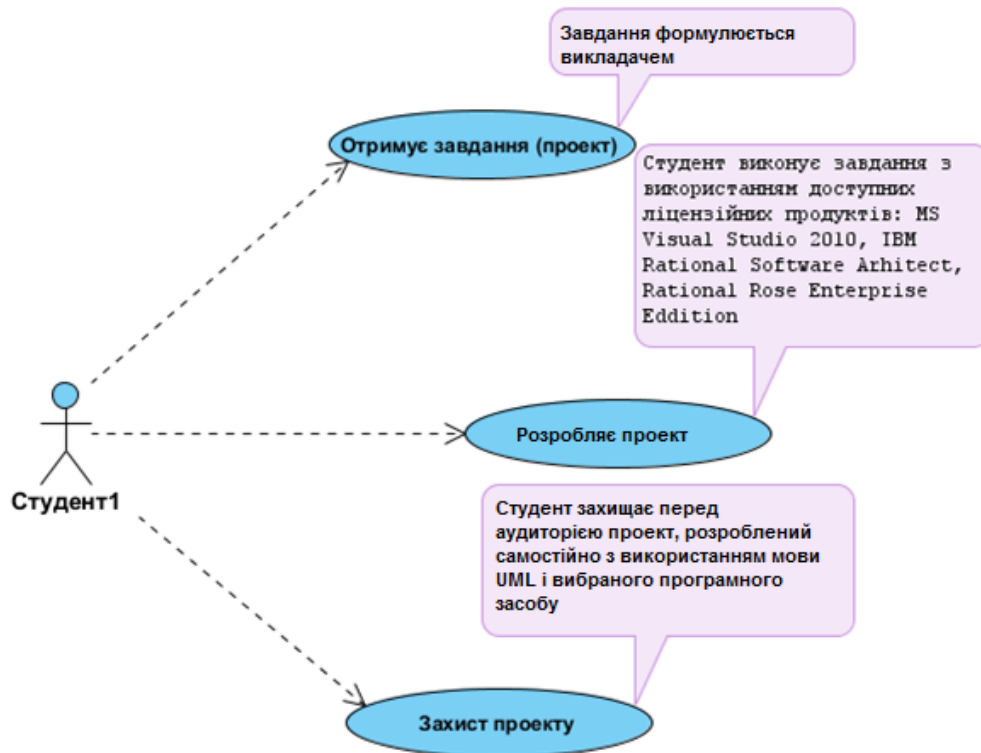 Завдання формулюється
викладачем
Отримує завдання (проект)
Студент виконує завдання з
використанням доступних
ліцензійних продуктів: MS
Visual Studio 2010, IBM
Rational Software Arhitect,
Rational Rose Enterprise
Eddition
Розробляє проект
Студент1
Студент захищає перед
аудиторією проект, розроблений
самостійно з використанням мови
UML і вибраного програмного
засобу
Захист проекту